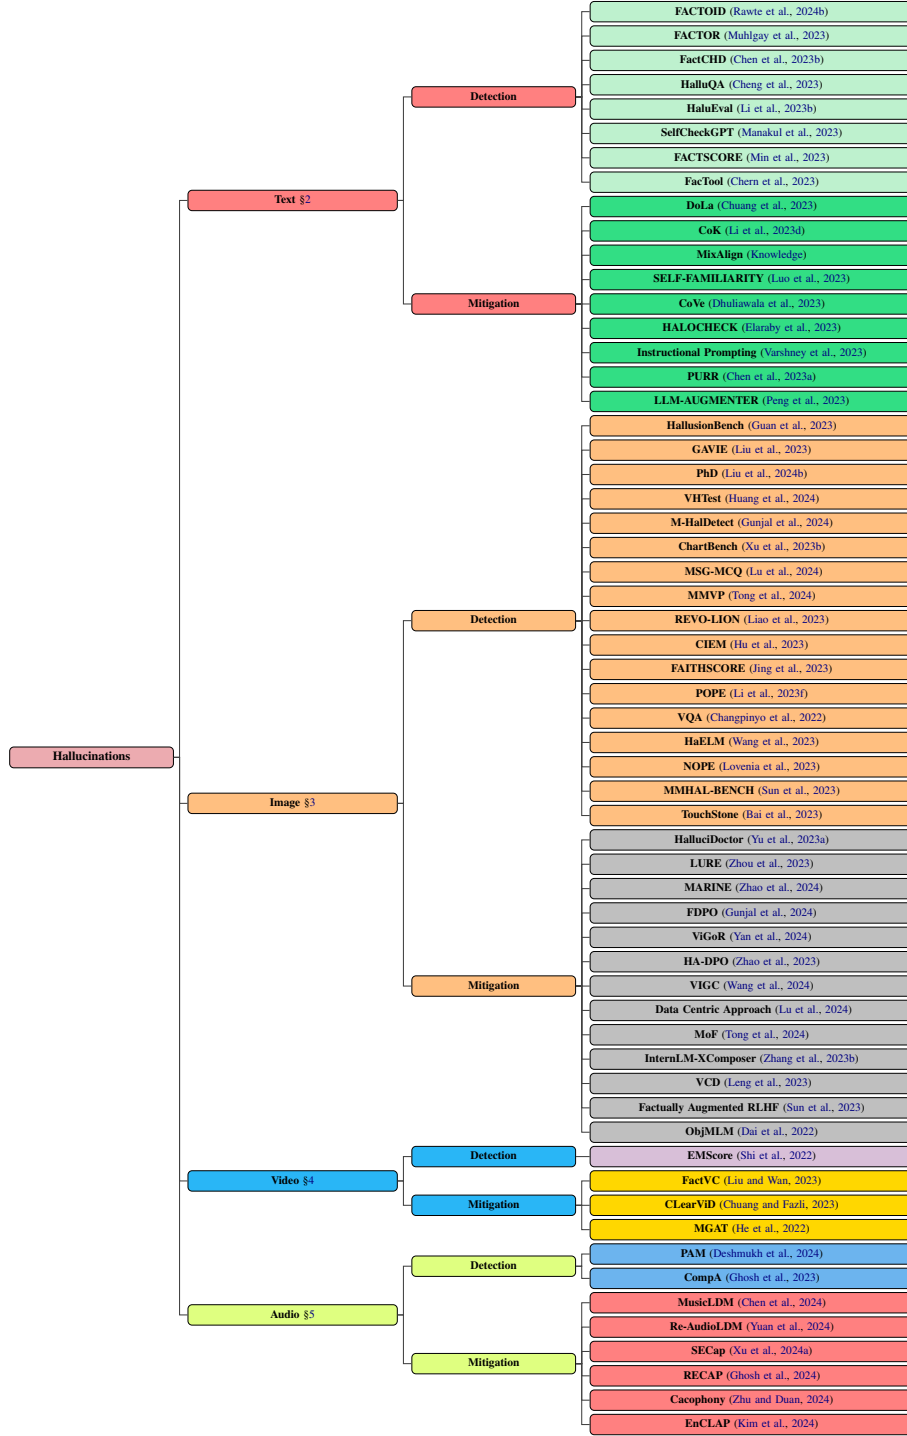 Hallucinations
Text §2
Detection
FACTOID (Rawte et al., 2024b)
FACTOR (Muhlgay et al., 2023)
FactCHD (Chen et al., 2023b)
HalluQA (Cheng et al., 2023)
HaluEval (Li et al., 2023b)
SelfCheckGPT (Manakul et al., 2023)
FACTSCORE (Min et al., 2023)
FacTool (Chern et al., 2023)
Mitigation
DoLa (Chuang et al., 2023)
CoK (Li et al., 2023d)
MixAlign (Knowledge)
SELF-FAMILIARITY (Luo et al., 2023)
CoVe (Dhuliawala et al., 2023)
HALOCHECK (Elaraby et al., 2023)
Instructional Prompting (Varshney et al., 2023)
PURR (Chen et al., 2023a)
LLM-AUGMENTER (Peng et al., 2023)
Image §3
Detection
HallusionBench (Guan et al., 2023)
GAVIE (Liu et al., 2023)
PhD (Liu et al., 2024b)
VHTest (Huang et al., 2024)
M-HalDetect (Gunjal et al., 2024)
ChartBench (Xu et al., 2023b)
MSG-MCQ (Lu et al., 2024)
MMVP (Tong et al., 2024)
REVO-LION (Liao et al., 2023)
CIEM (Hu et al., 2023)
FAITHSCORE (Jing et al., 2023)
POPE (Li et al., 2023f)
VQA (Changpinyo et al., 2022)
HaELM (Wang et al., 2023)
NOPE (Lovenia et al., 2023)
MMHAL-BENCH (Sun et al., 2023)
TouchStone (Bai et al., 2023)
Mitigation
HalluciDoctor (Yu et al., 2023a)
LURE (Zhou et al., 2023)
MARINE (Zhao et al., 2024)
FDPO (Gunjal et al., 2024)
ViGoR (Yan et al., 2024)
HA-DPO (Zhao et al., 2023)
VIGC (Wang et al., 2024)
Data Centric Approach (Lu et al., 2024)
MoF (Tong et al., 2024)
InternLM-XComposer (Zhang et al., 2023b)
VCD (Leng et al., 2023)
Factually Augmented RLHF (Sun et al., 2023)
ObjMLM (Dai et al., 2022)
Video §4
Detection
EMScore (Shi et al., 2022)
Mitigation
FactVC (Liu and Wan, 2023)
CLearViD (Chuang and Fazli, 2023)
MGAT (He et al., 2022)
Audio §5
Detection
PAM (Deshmukh et al., 2024)
CompA (Ghosh et al., 2023)
Mitigation
MusicLDM (Chen et al., 2024)
Re-AudioLDM (Yuan et al., 2024)
SECap (Xu et al., 2024a)
RECAP (Ghosh et al., 2024)
Cacophony (Zhu and Duan, 2024)
EnCLAP (Kim et al., 2024)